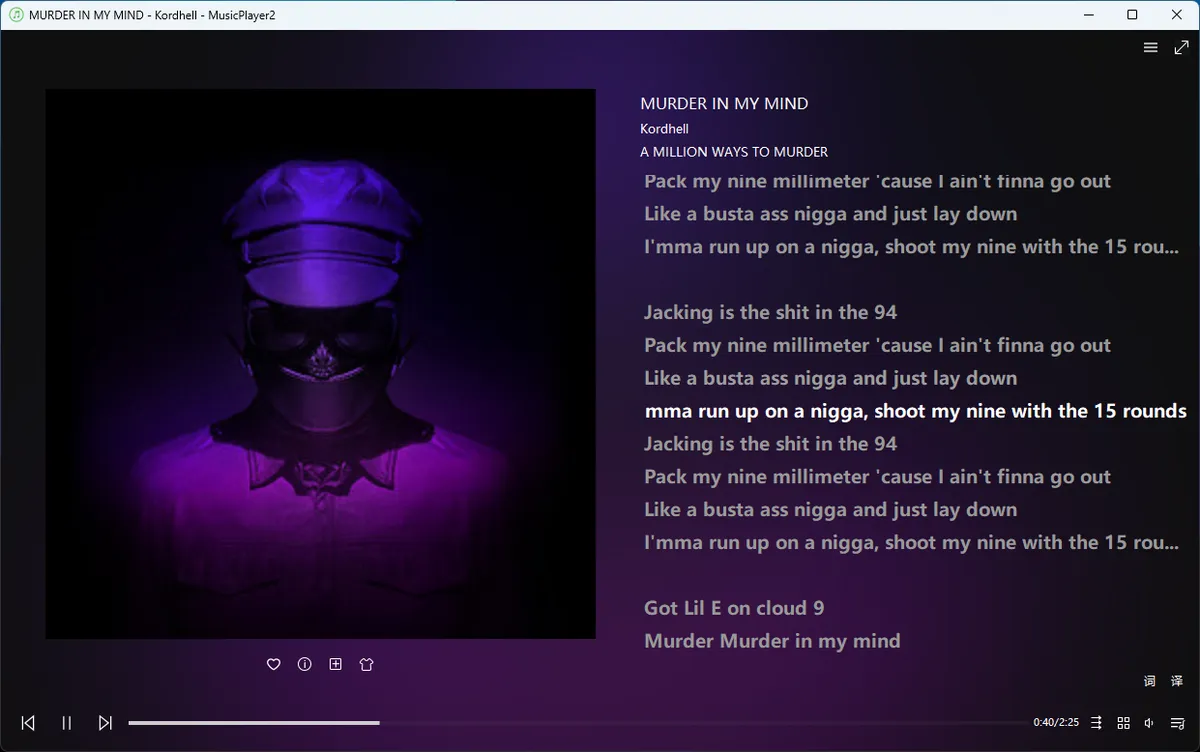 MURDER IN MY MIND - Kordhell - MusicPlayer2
MURDER IN MY MIND
Kordhell
A MILLION WAYS TO MURDER
Pack my nine millimeter 'cause I ain't finna go out
Like a busta ass nigga and just lay down
I'mma run up on a nigga, shoot my nine with the 15 rou...
Jacking is the shit in the 94
Pack my nine millimeter 'cause I ain't finna go out
Like a busta ass nigga and just lay down
mma run up on a nigga, shoot my nine with the 15 rounds
Jacking is the shit in the 94
Pack my nine millimeter 'cause I ain't finna go out
Like a busta ass nigga and just lay down
I'mma run up on a nigga, shoot my nine with the 15 rou...
Got Lil E on cloud 9
Murder Murder in my mind
词 译
0:40/2:25